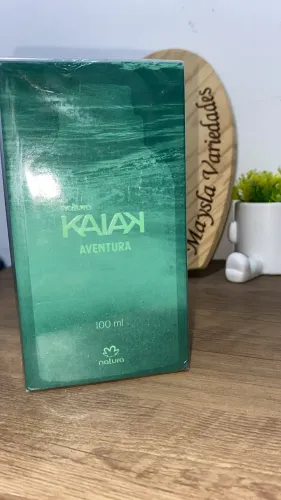 natura
KAIAK
AVENTURA
100 ml
natura
Maysla Variedades